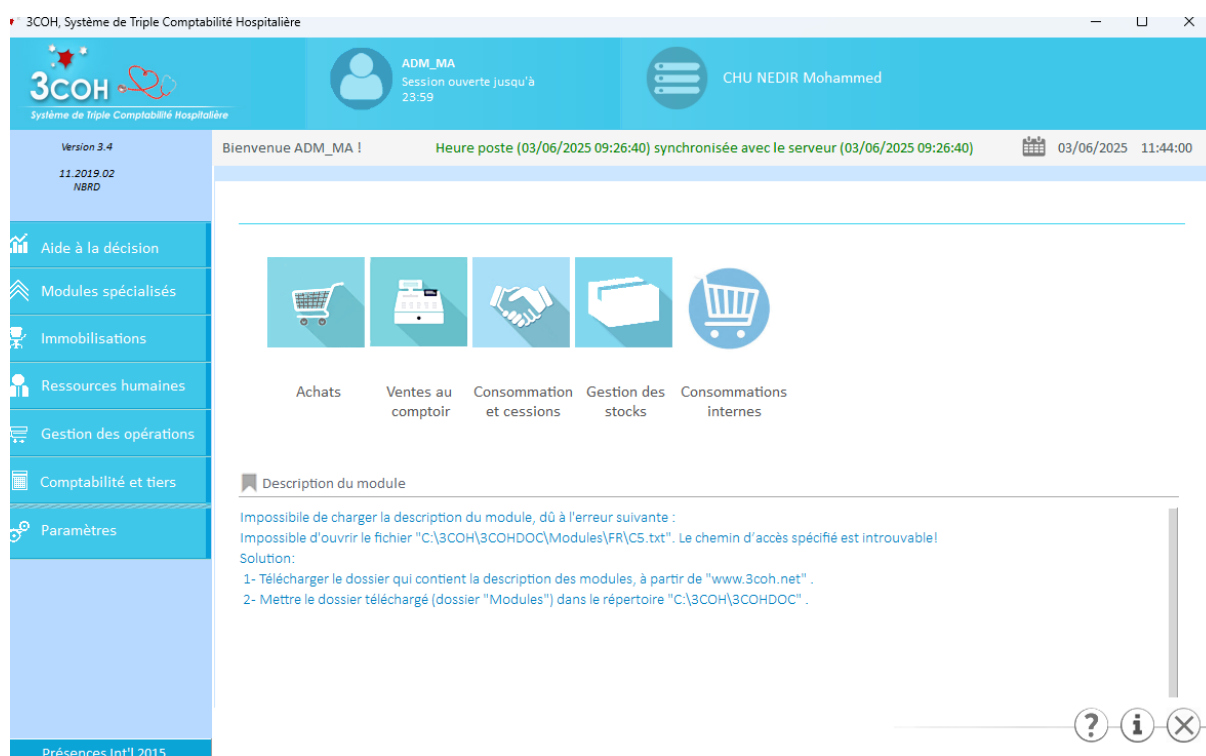 3COH, Système de Triple Comptabilité Hospitalière
3COH
Système de Triple Comptabilité Hospitalière
ADM_MA
Session ouverte jusqu'à
23:59
CHU NEDIR Mohammed
Version 3.4
11.2019.02
NBRD
Bienvenue ADM_MA !
Heure poste (03/06/2025 09:26:40) synchronisée avec le serveur (03/06/2025 09:26:40)
03/06/2025 11:44:00
Aide à la décision
Modules spécialisés
Immobilisations
Ressources humaines
Gestion des opérations
Comptabilité et tiers
Paramètres
Achats
Ventes au
comptoir
Consommation
et cessions
Gestion des
stocks
Consommations
internes
Description du module
Impossibile de charger la description du module, dû à l'erreur suivante :
Impossible d'ouvrir le fichier "C:\3COH\3COHDOC\Modules\FR\C5.txt". Le chemin d'accès spécifié est introuvable!
Solution:
1- Télécharger le dossier qui contient la description des modules, à partir de "www.3coh.net" .
2- Mettre le dossier téléchargé (dossier "Modules") dans le répertoire "C:\3COH\3COHDOC" .
Présences Int'l 2015